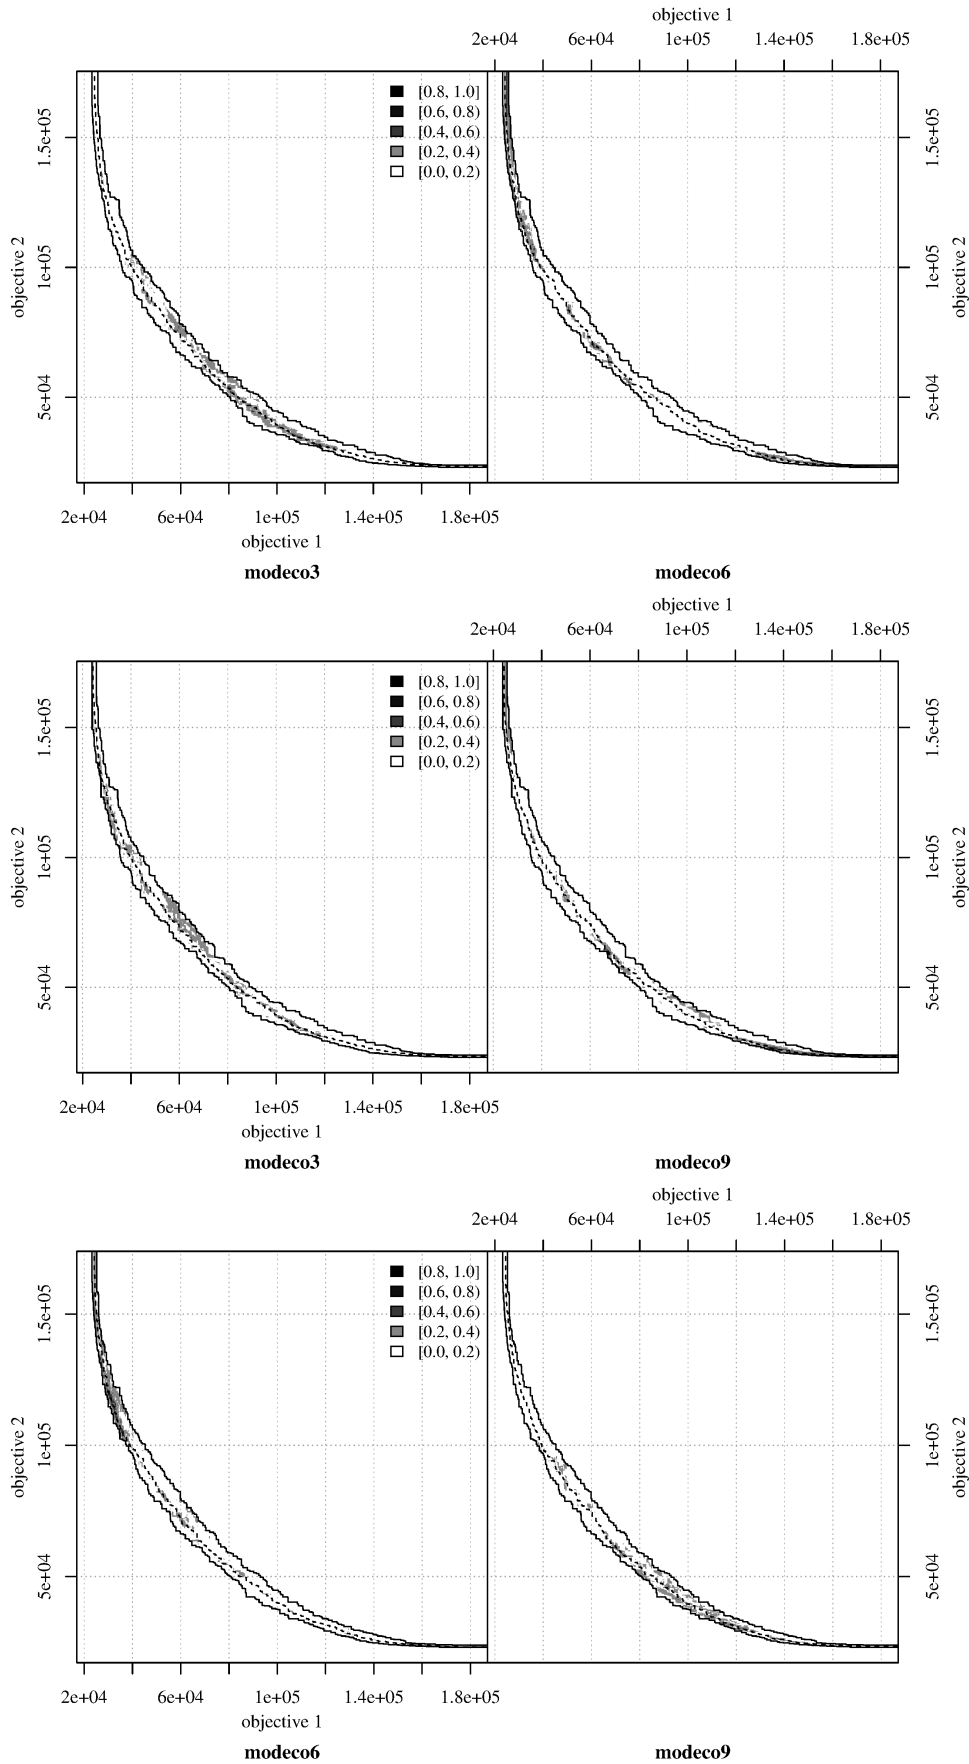 objective 1
2e+04 6e+04 1e+05 1.4e+05 1.8e+05
[0.8, 1.0]
[0.6, 0.8)
[0.4, 0.6)
[0.2, 0.4)
[0.0, 0.2)
objective 2
5e+04 1e+05 1.5e+05
5e+04 1e+05 1.5e+05
objective 2
2e+04 6e+04 1e+05 1.4e+05 1.8e+05
objective 1
modeco3 modeco6
objective 1
2e+04 6e+04 1e+05 1.4e+05 1.8e+05
[0.8, 1.0]
[0.6, 0.8)
[0.4, 0.6)
[0.2, 0.4)
[0.0, 0.2)
objective 2
5e+04 1e+05 1.5e+05
5e+04 1e+05 1.5e+05
objective 2
2e+04 6e+04 1e+05 1.4e+05 1.8e+05
objective 1
modeco3 modeco9
objective 1
2e+04 6e+04 1e+05 1.4e+05 1.8e+05
[0.8, 1.0]
[0.6, 0.8)
[0.4, 0.6)
[0.2, 0.4)
[0.0, 0.2)
objective 2
5e+04 1e+05 1.5e+05
5e+04 1e+05 1.5e+05
objective 2
2e+04 6e+04 1e+05 1.4e+05 1.8e+05
objective 1
modeco6 modeco9